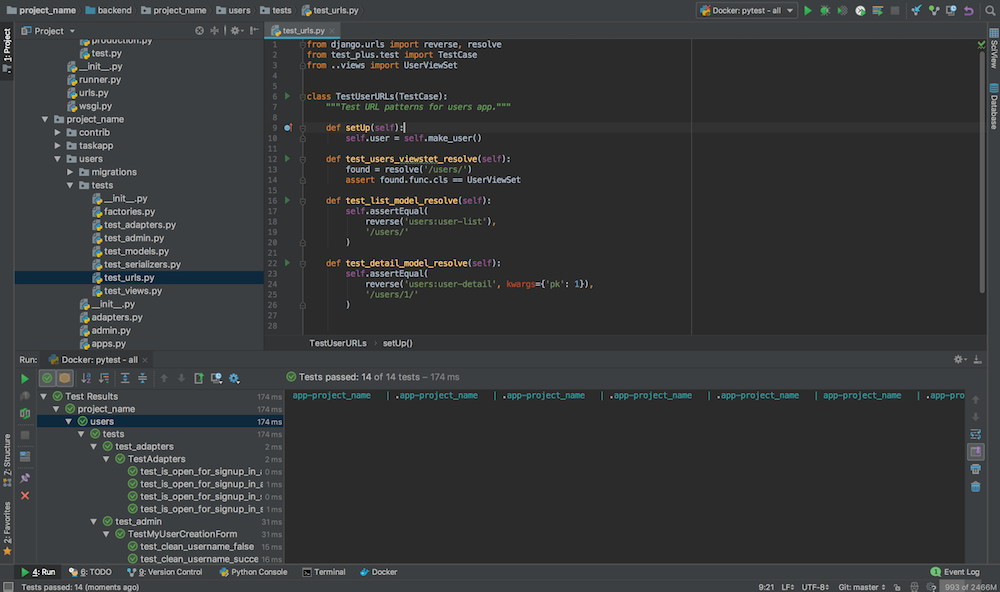 project_name backend project_name users tests test_urls.py Docker: pytest - all
1: Project
Project
production.py
test.py
__init__.py
runner.py
urls.py
wsgi.py
project_name
contrib
taskapp
users
migrations
tests
__init__.py
factories.py
test_adapters.py
test_admin.py
test_models.py
test_serializers.py
test_urls.py
test_views.py
__init__.py
adapters.py
admin.py
apps.py
test_urls.py
1 from django.urls import reverse, resolve
2 from test_plus.test import TestCase
3 from ..views import UserViewSet
4
5
6 class TestUserURLs(TestCase):
7 """Test URL patterns for users app."""
8
9 def setUp(self):
10 self.user = self.make_user()
11
12 def test_users_viewstet_resolve(self):
13 found = resolve('/users/')
14 assert found.func.cls == UserViewSet
15
16 def test_list_model_resolve(self):
17 self.assertEqual(
18 reverse('users:user-list'),
19 '/users/'
20 )
21
22 def test_detail_model_resolve(self):
23 self.assertEqual(
24 reverse('users:user-detail', kwargs={'pk': 1}),
25 '/users/1/'
26 )
27
28
TestUserURLs setUp()
SciView
Database
Run: Docker: pytest - all
Tests passed: 14 of 14 tests – 174 ms
Test Results 174 ms
project_name 174 ms
users 174 ms
tests 174 ms
test_adapters 2 ms
TestAdapters 2 ms
test_is_open_for_signup_in_ 0 ms
test_is_open_for_signup_in_ 1 ms
test_is_open_for_signup_in_ 0 ms
test_is_open_for_signup_in_ 1 ms
test_admin 31 ms
TestMyUserCreationForm 31 ms
test_clean_username_false 15 ms
test_clean_username_succe 16 ms
app-project_name | .app-project_name | .app-project_name | .app-project_name | .app-project_name | app-project_name | .app-pro
Z: Structure
2: Favorites
4: Run 6: TODO 9: Version Control Python Console Terminal Docker 1 Event Log
Tests passed: 14 (moments ago) 9:21 LF UTF-8 Git: master 993 of 2466M